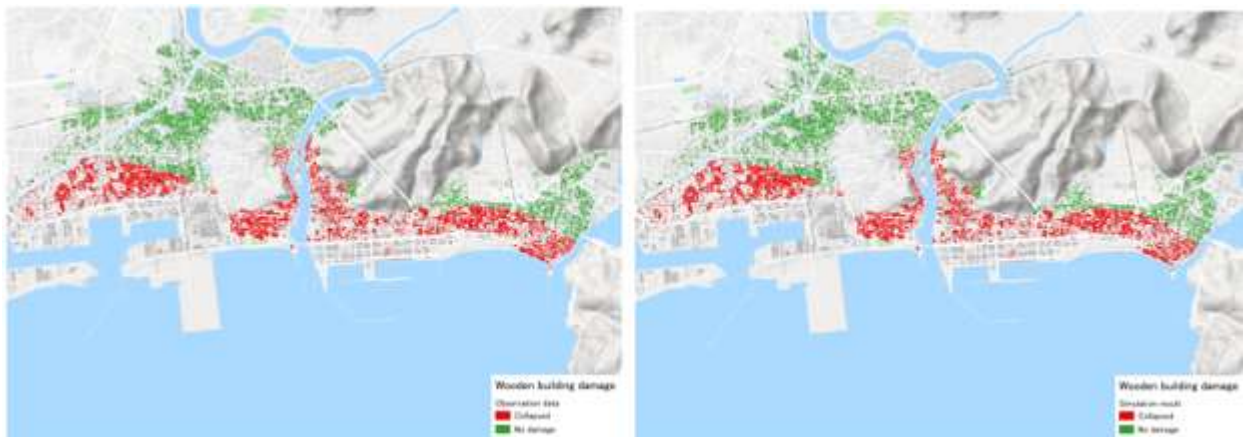 Wooden building damage
Observation data
Collapsed
No damage
Wooden building damage
Simulation result
Collapsed
No damage